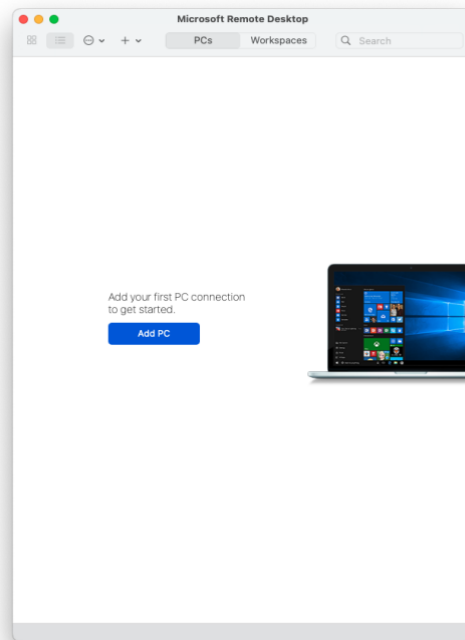 Microsoft Remote Desktop
PCs Workspaces Search
Add your first PC connection
to get started.
Add PC